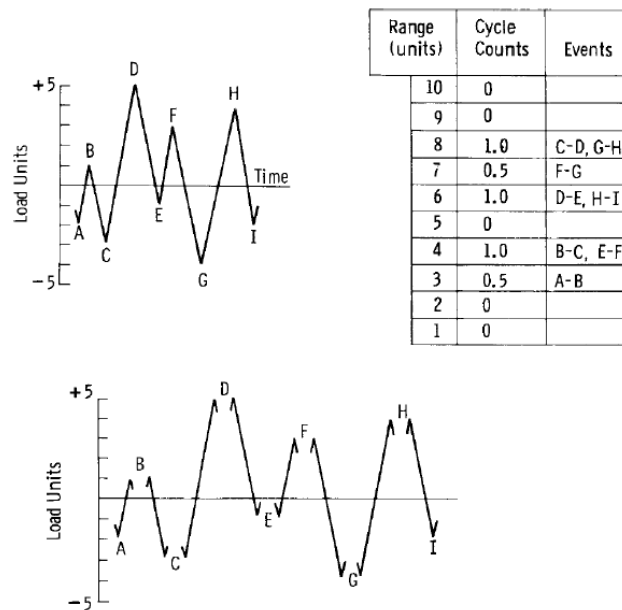 +5
D
H
F
B
Load Units
Time
A
E
I
C
G
-5
Range (units) Cycle Counts Events
10 0
9 0
8 1.0 C-D, G-H
7 0.5 F-G
6 1.0 D-E, H-I
5 0
4 1.0 B-C, E-F
3 0.5 A-B
2 0
1 0
+5
D
H
F
B
Load Units
E
A
I
C
G
-5